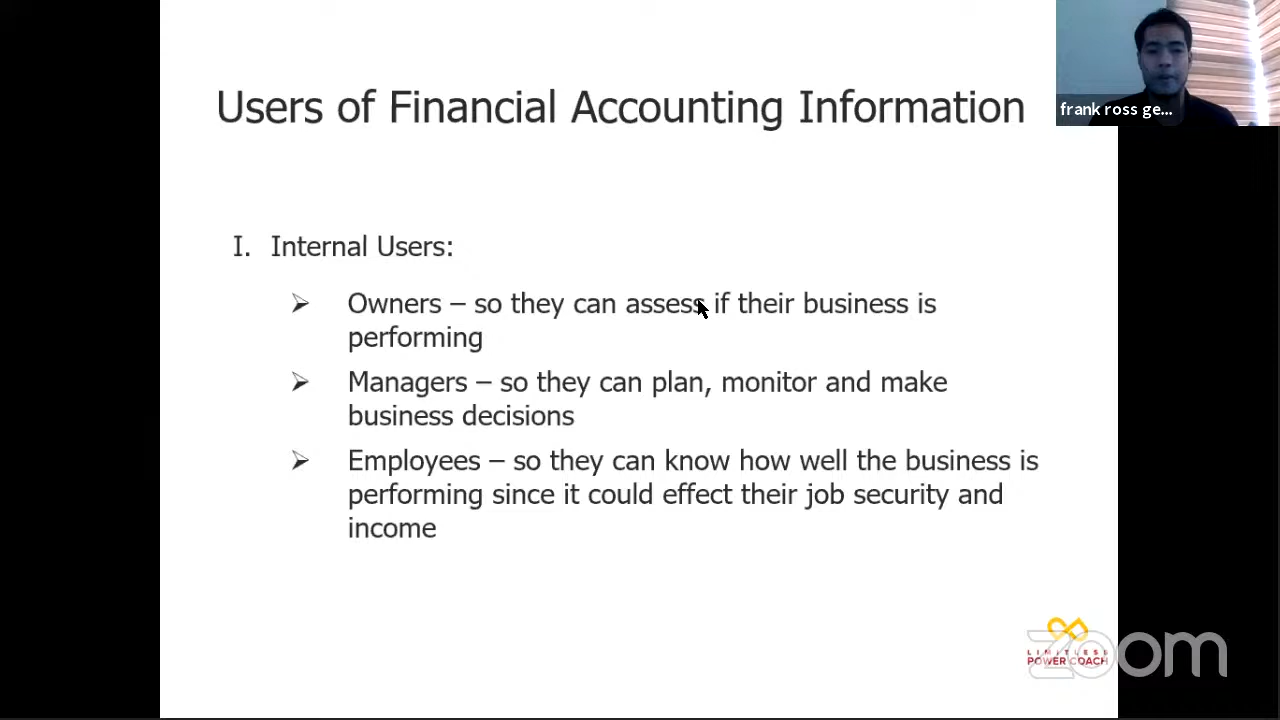 Users of Financial Accounting Information
frank ross ge...
I. Internal Users:
➢ Owners – so they can assess if their business is
performing
➢ Managers – so they can plan, monitor and make
business decisions
➢ Employees – so they can know how well the business is
performing since it could effect their job security and
income
LIMITLESS
POWER COACH
zoom